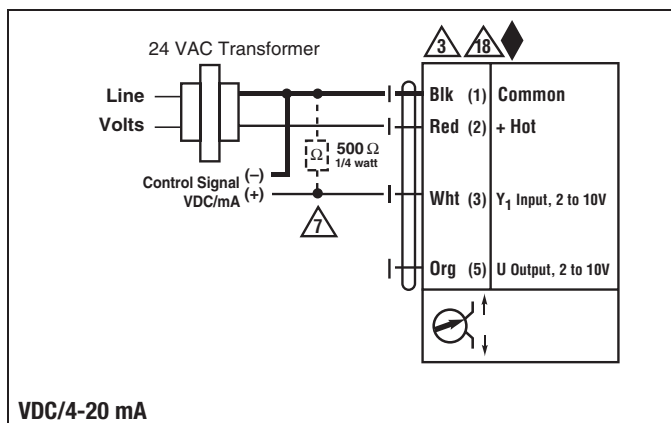 24 VAC Transformer
Line
Volts
500 Ω
1/4 watt
Ω
Control Signal (–)
VDC/mA (+)
7
3
18
Blk (1) Common
Red (2) + Hot
Wht (3) Y1 Input, 2 to 10V
Org (5) U Output, 2 to 10V
VDC/4-20 mA